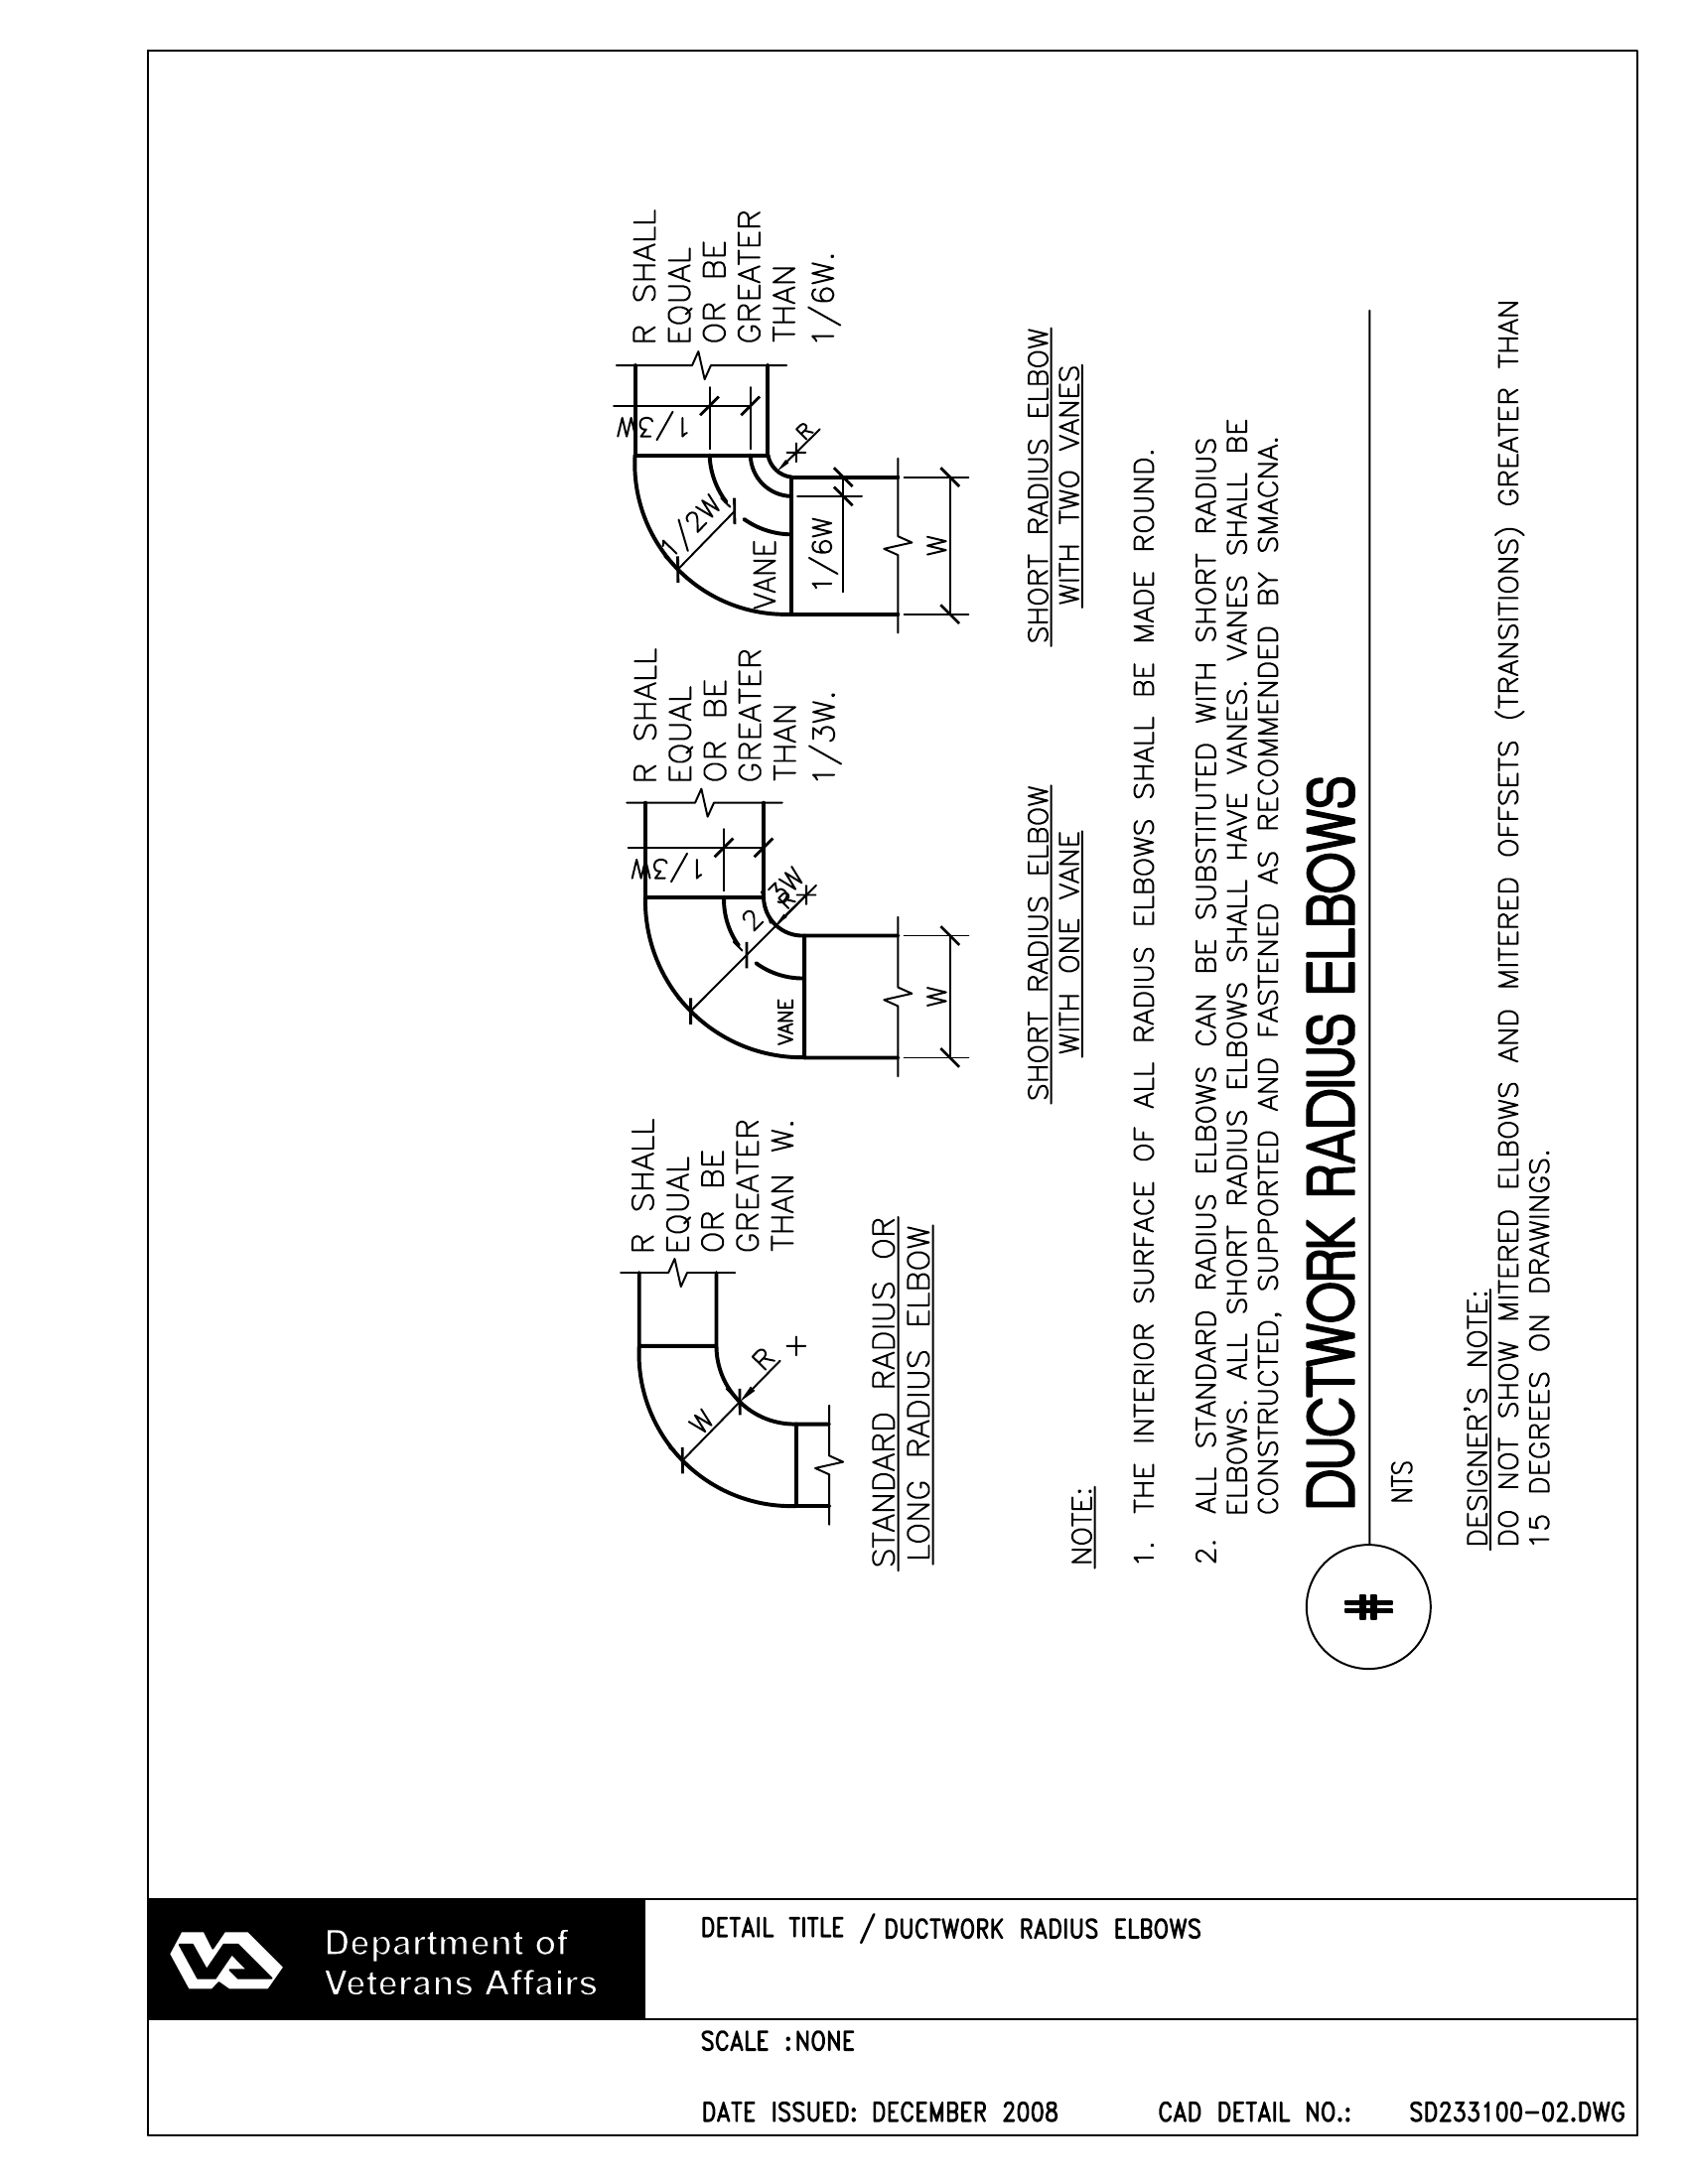 R SHALL
EQUAL
OR BE
GREATER
THAN W.
W
R
STANDARD RADIUS OR
LONG RADIUS ELBOW
R SHALL
EQUAL
OR BE
GREATER
THAN
1/3W.
1/3W
2 3W
R
VANE
W
SHORT RADIUS ELBOW
WITH ONE VANE
R SHALL
EQUAL
OR BE
GREATER
THAN
1/6W.
1/3W
1/2W
R
VANE
1/6W
W
SHORT RADIUS ELBOW
WITH TWO VANES
NOTE:
1. THE INTERIOR SURFACE OF ALL RADIUS ELBOWS SHALL BE MADE ROUND.
2. ALL STANDARD RADIUS ELBOWS CAN BE SUBSTITUTED WITH SHORT RADIUS
ELBOWS. ALL SHORT RADIUS ELBOWS SHALL HAVE VANES. VANES SHALL BE
CONSTRUCTED, SUPPORTED AND FASTENED AS RECOMMENDED BY SMACNA.
# DUCTWORK RADIUS ELBOWS
NTS
DESIGNER'S NOTE:
DO NOT SHOW MITERED ELBOWS AND MITERED OFFSETS (TRANSITIONS) GREATER THAN
15 DEGREES ON DRAWINGS.
Department of
Veterans Affairs
DETAIL TITLE / DUCTWORK RADIUS ELBOWS
SCALE :NONE
DATE ISSUED: DECEMBER 2008 CAD DETAIL NO.: SD233100-02.DWG